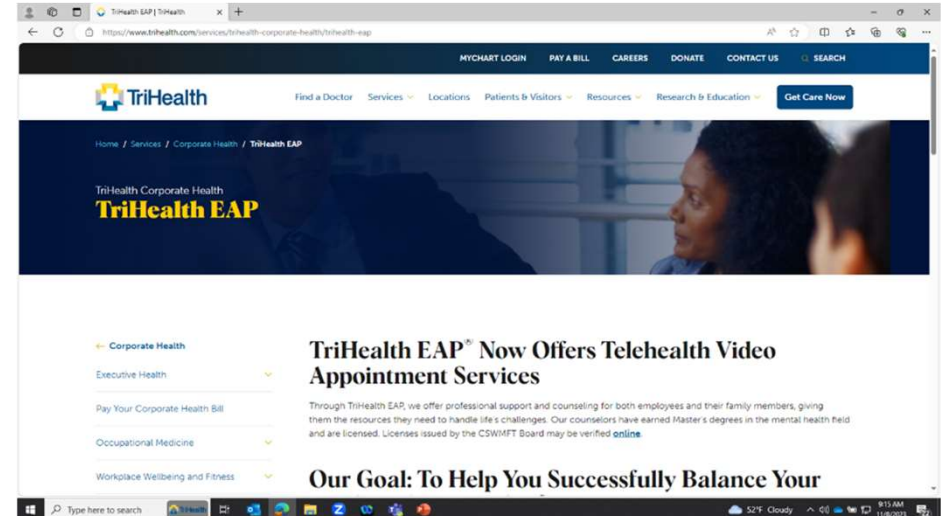 TriHealth EAP | TriHealth
https://www.trihealth.com/services/trihealth-corporate-health/trihealth-eap
MYCHART LOGIN PAY A BILL CAREERS DONATE CONTACT US SEARCH
TriHealth
Find a Doctor Services Locations Patients & Visitors Resources Research & Education Get Care Now
Home / Services / Corporate Health / TriHealth EAP
TriHealth Corporate Health
TriHealth EAP
← Corporate Health
Executive Health
Pay Your Corporate Health Bill
Occupational Medicine
Workplace Wellbeing and Fitness
TriHealth EAP® Now Offers Telehealth Video
Appointment Services
Through TriHealth EAP, we offer professional support and counseling for both employees and their family members, giving
them the resources they need to handle life's challenges. Our counselors have earned Master's degrees in the mental health field
and are licensed. Licenses issued by the CSWMFT Board may be verified online.
Our Goal: To Help You Successfully Balance Your
Type here to search
TriHealth
52°F Cloudy
9:15 AM
11/8/2023